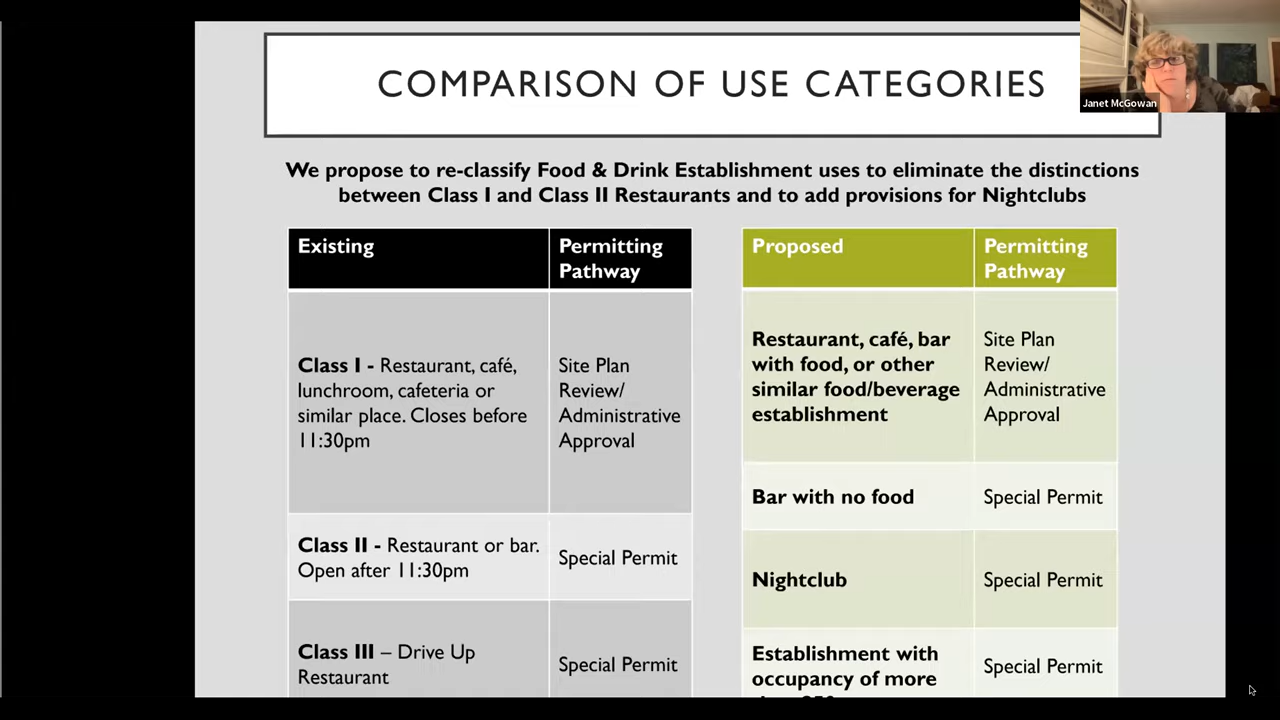 COMPARISON OF USE CATEGORIES
Janet McGowan
We propose to re-classify Food & Drink Establishment uses to eliminate the distinctions
between Class I and Class II Restaurants and to add provisions for Nightclubs
Existing
Permitting
Pathway
Class I - Restaurant, café,
lunchroom, cafeteria or
similar place. Closes before
11:30pm
Site Plan
Review/
Administrative
Approval
Class II - Restaurant or bar.
Open after 11:30pm
Special Permit
Class III – Drive Up
Restaurant
Special Permit
Proposed
Permitting
Pathway
Restaurant, café, bar
with food, or other
similar food/beverage
establishment
Site Plan
Review/
Administrative
Approval
Bar with no food
Special Permit
Nightclub
Special Permit
Establishment with
occupancy of more
Special Permit